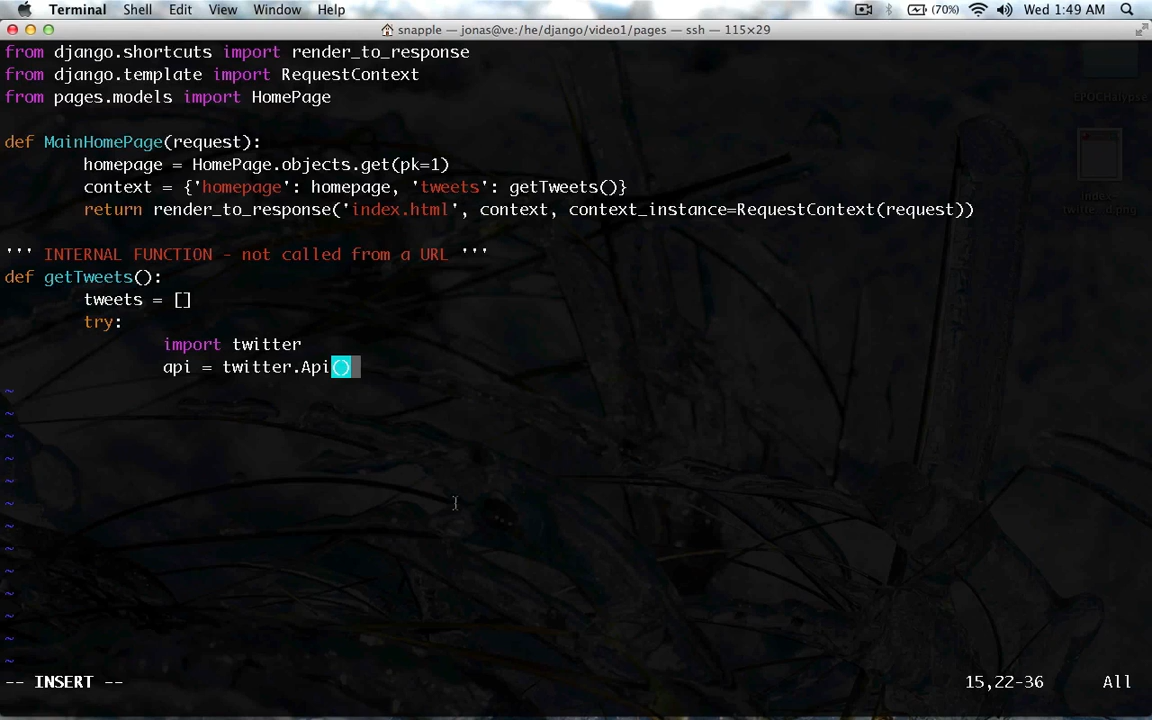 Terminal Shell Edit View Window Help (70%) Wed 1:49 AM
snapple — jonas@ve:/he/django/video1/pages — ssh — 115×29
from django.shortcuts import render_to_response
from django.template import RequestContext
from pages.models import HomePage
def MainHomePage(request):
homepage = HomePage.objects.get(pk=1)
context = {'homepage': homepage, 'tweets': getTweets()}
return render_to_response('index.html', context, context_instance=RequestContext(request))
''' INTERNAL FUNCTION - not called from a URL '''
def getTweets():
tweets = []
try:
import twitter
api = twitter.Api()
~
~
~
~
~
~
~
~
~
~
~
~
~
-- INSERT -- 15,22-36 All